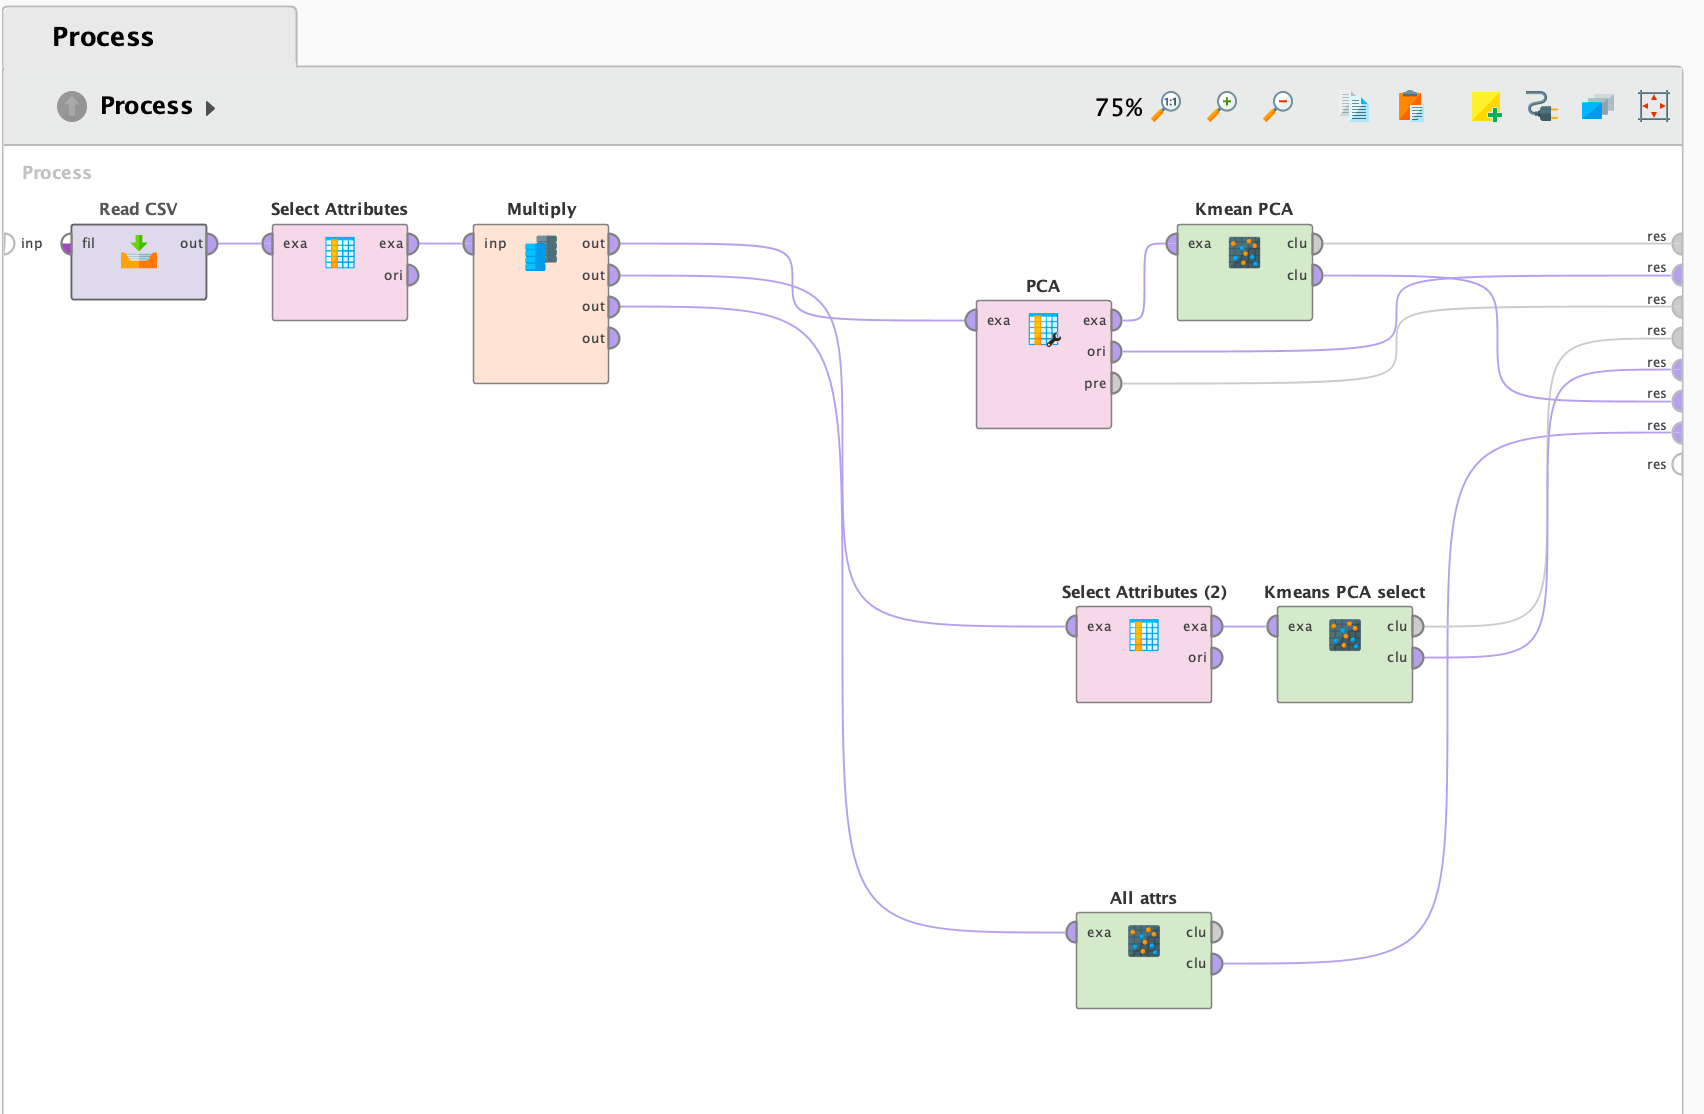 Process
Process
75%
1:1
Process
inp
Read CSV
fil
out
Select Attributes
exa
exa
ori
Multiply
inp
out
out
out
out
PCA
exa
exa
ori
pre
Kmean PCA
exa
clu
clu
res
res
res
res
res
res
res
res
Select Attributes (2)
exa
exa
ori
Kmeans PCA select
exa
clu
clu
All attrs
exa
clu
clu